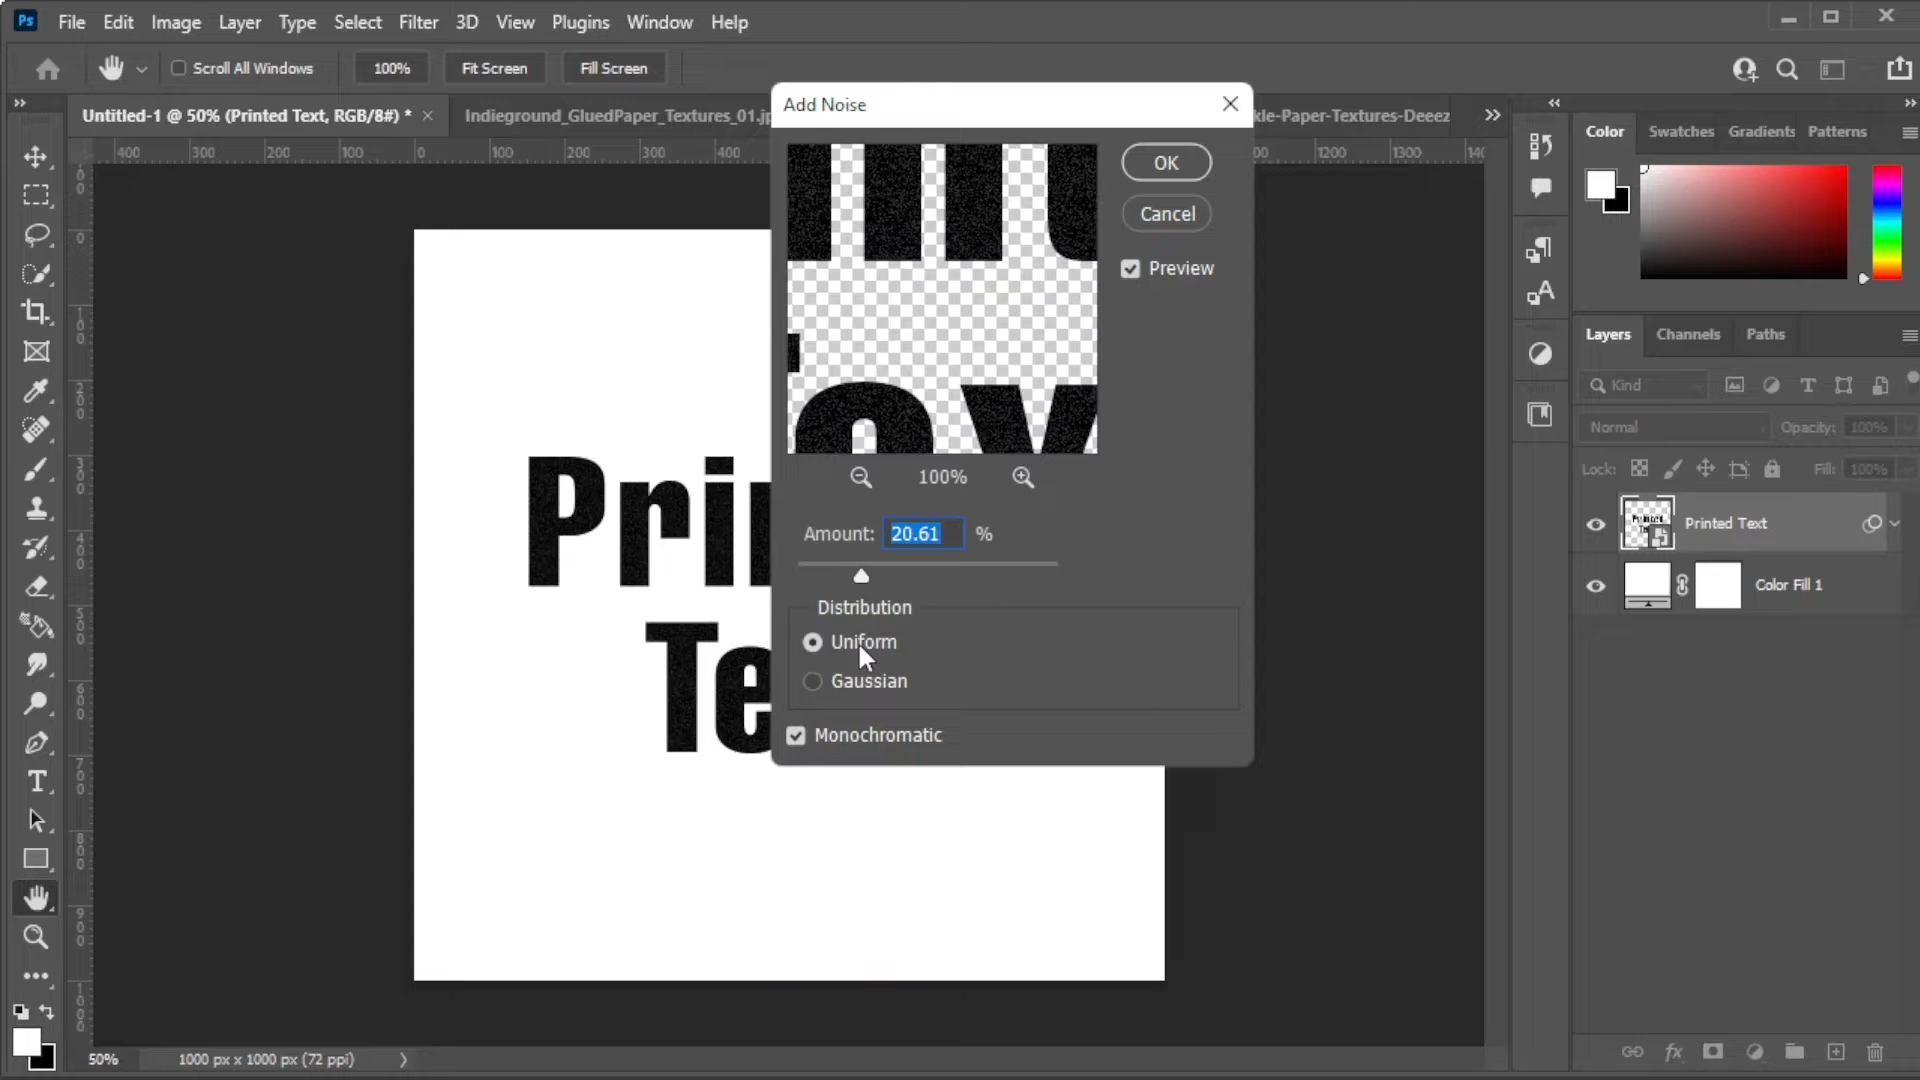 Ps File Edit Image Layer Type Select Filter 3D View Plugins Window Help
Scroll All Windows 100% Fit Screen Fill Screen
Untitled-1 @ 50% (Printed Text, RGB/8#) *
Indieground_GluedPaper_Textures_01.jp
kle-Paper-Textures-Deeez
400 300 200 100 0 100 200 300 400
1200 1300
Add Noise
OK
Cancel
Preview
100%
Amount: 20.61 %
Distribution
Uniform
Gaussian
Monochromatic
Prin
Te
Color Swatches Gradients Patterns
Layers Channels Paths
Kind
Normal Opacity: 100%
Lock: Fill: 100%
Printed Text
Color Fill 1
50% 1000 px x 1000 px (72 ppi)